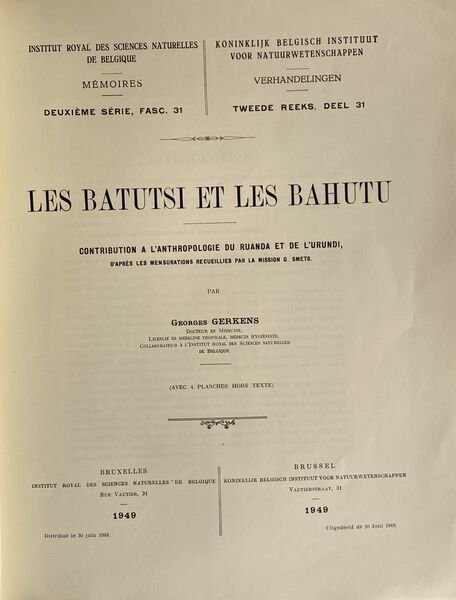 INSTITUT ROYAL DES SCIENCES NATURELLES
DE BELGIQUE
MÉMOIRES
DEUXIÈME SÉRIE, FASC. 31
KONINKLIJK BELGISCH INSTITUUT
VOOR NATUURWETENSCHAPPEN
VERHANDELINGEN
TWEEDE REEKS, DEEL 31
LES BATUTSI ET LES BAHUTU
CONTRIBUTION A L'ANTHROPOLOGIE DU RUANDA ET DE L'URUNDI,
D'APRÈS LES MENSURATIONS RECUEILLIES PAR LA MISSION G. SMETS.
PAR
GEORGES GERKENS
DOCTEUR EN MÉDECINE,
LICENCIÉ EN MÉDECINE TROPICALE, MÉDECIN HYGIÉNISTE,
COLLABORATEUR A L'INSTITUT ROYAL DES SCIENCES NATURELLES
DE BELGIQUE.
(AVEC 4 PLANCHES HORS TEXTE)
BRUXELLES
INSTITUT ROYAL DES SCIENCES NATURELLES DE BELGIQUE
RUE VAUTIER, 31
1949
Distribué le 30 juin 1949.
BRUSSEL
KONINKLIJK BELGISCH INSTITUUT VOOR NATUURWETENSCHAPPEN
VAUTIERSTRAAT, 31
1949
Uitgedeeld de 30 Juni 1949.